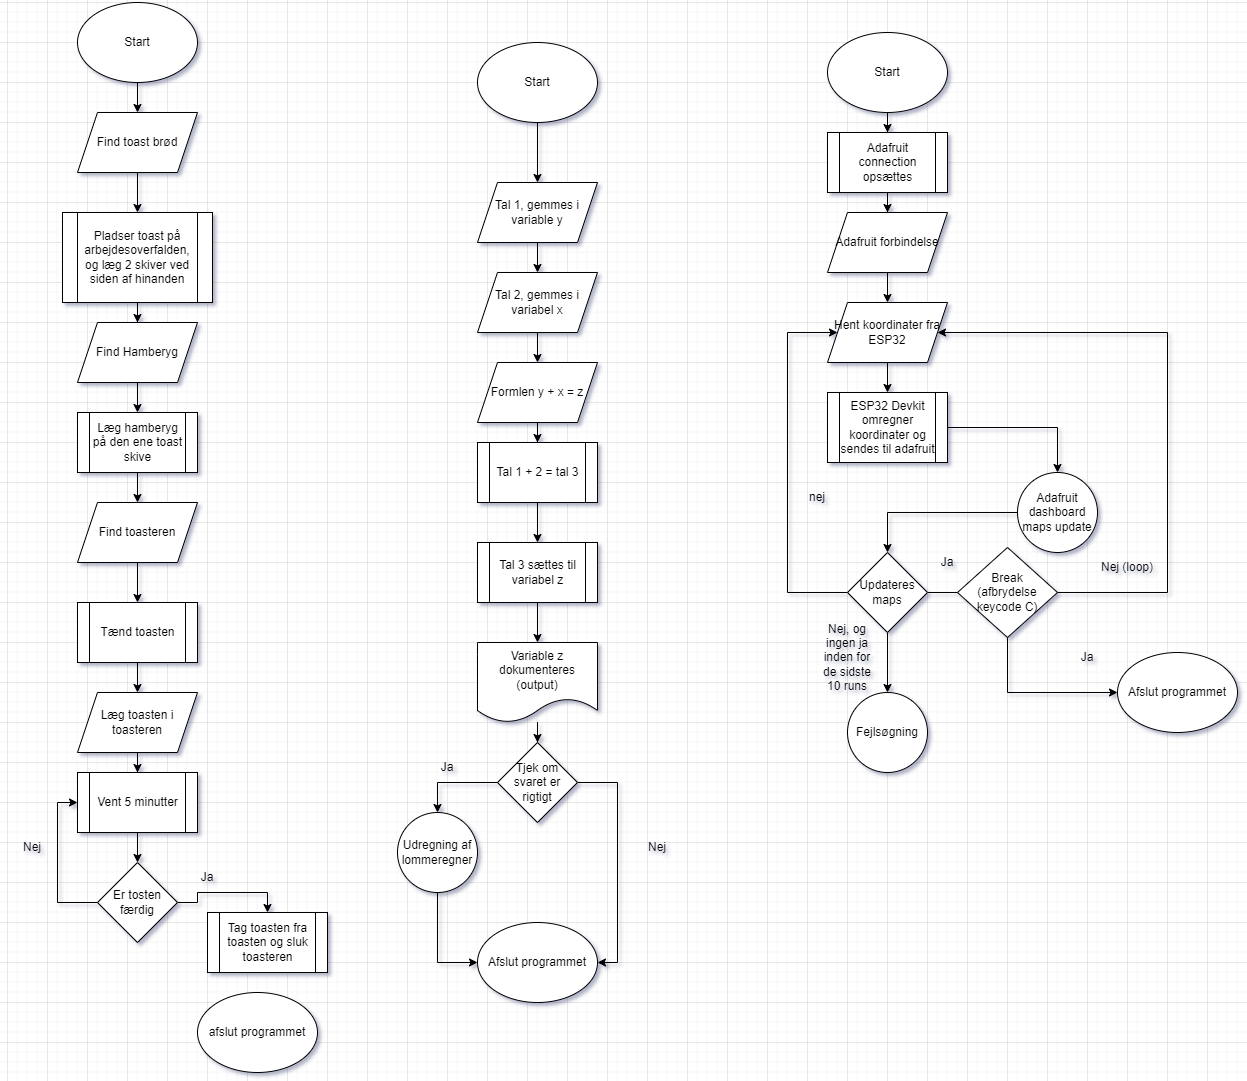 Start
Find toast brød
Pladser toast på
arbejdesoverfalden,
og læg 2 skiver ved
siden af hinanden
Find Hamberyg
Læg hamberyg
på den ene toast
skive
Find toasteren
Tænd toasten
Læg toasten i
toasteren
Vent 5 minutter
Nej
Er tosten
færdig
Ja
Tag toasten fra
toasten og sluk
toasteren
afslut programmet
Start
Tal 1, gemmes i
variable y
Tal 2, gemmes i
variabel x
Formlen y + x = z
Tal 1 + 2 = tal 3
Tal 3 sættes til
variabel z
Variable z
dokumenteres
(output)
Tjek om
svaret er
rigtigt
Ja
Udregning af
lommeregner
Nej
Afslut programmet
Start
Adafruit
connection
opsættes
Adafruit forbindelse
Hent koordinater fra
ESP32
ESP32 Devkit
omregner
koordinater og
sendes til adafruit
nej
Adafruit
dashboard
maps update
Updateres
maps
Ja
Break
(afbrydelse
keycode C)
Nej (loop)
Nej, og
ingen ja
inden for
de sidste
10 runs
Ja
Afslut programmet
Fejlsøgning